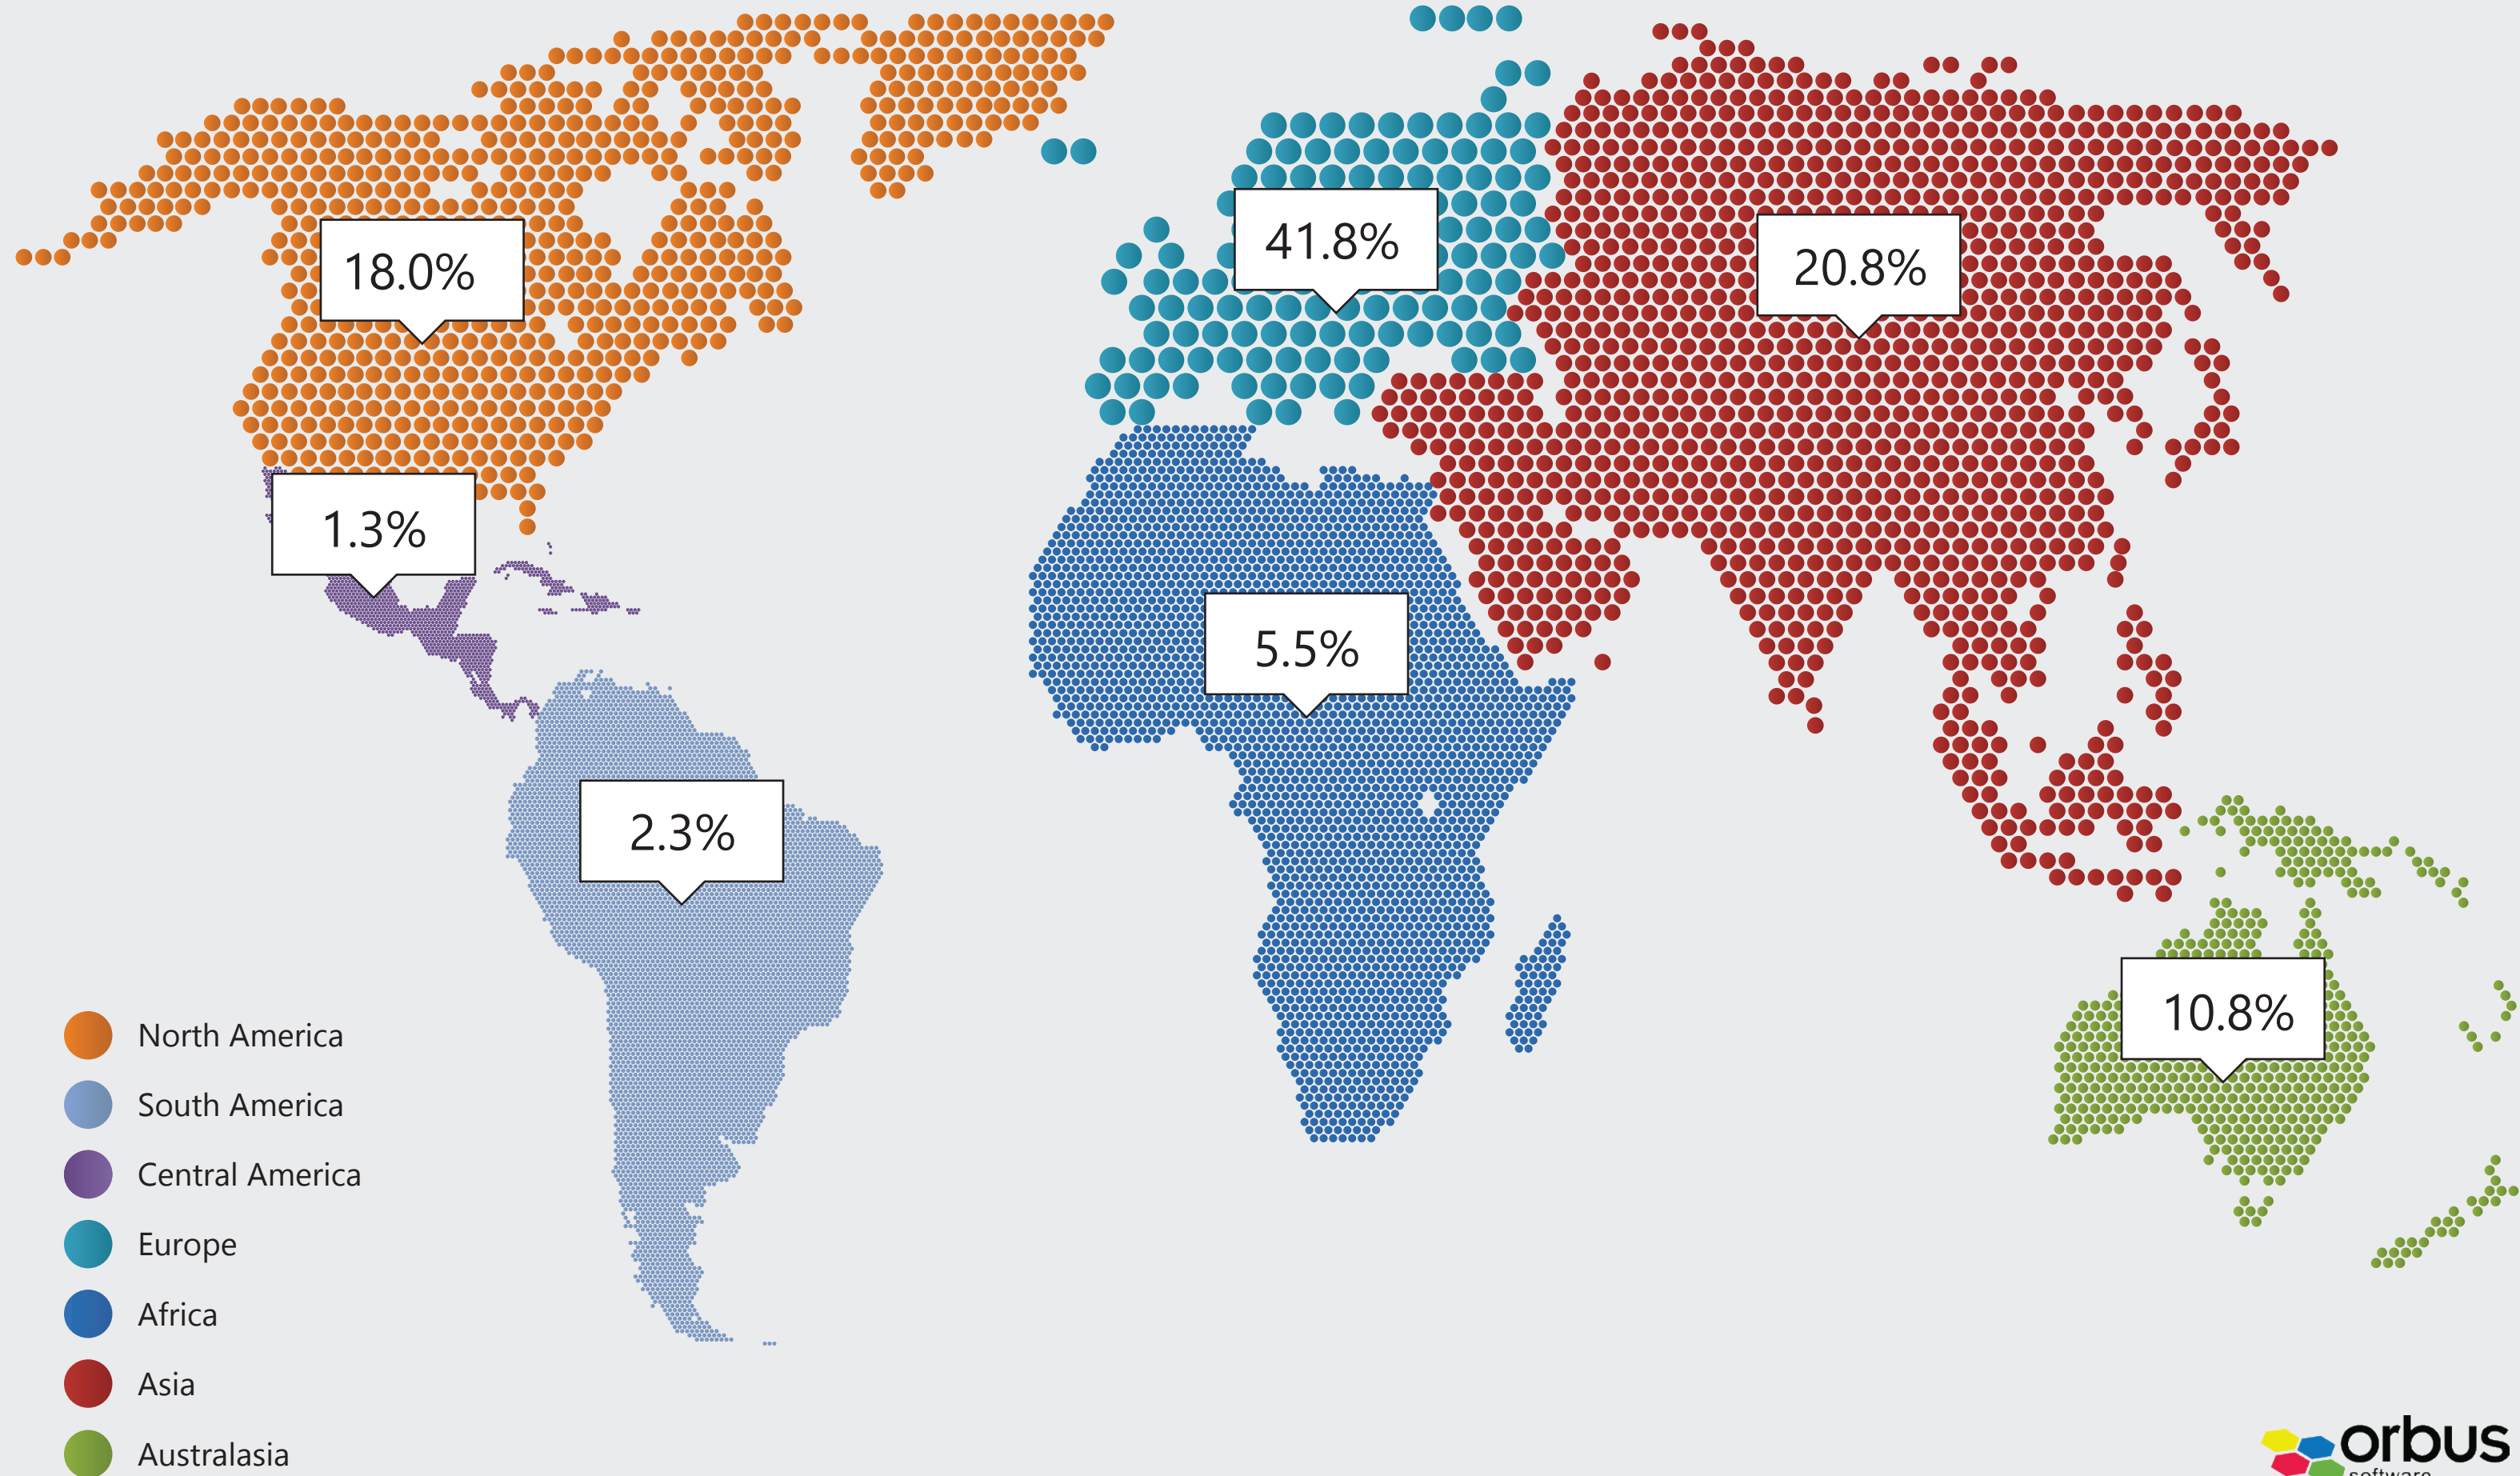 41.8%
18.0%
20.8%
1.3%
5.5%
2.3%
10.8%
North America
South America
Central America
Europe
Africa
Asia
Australasia
orbus
software